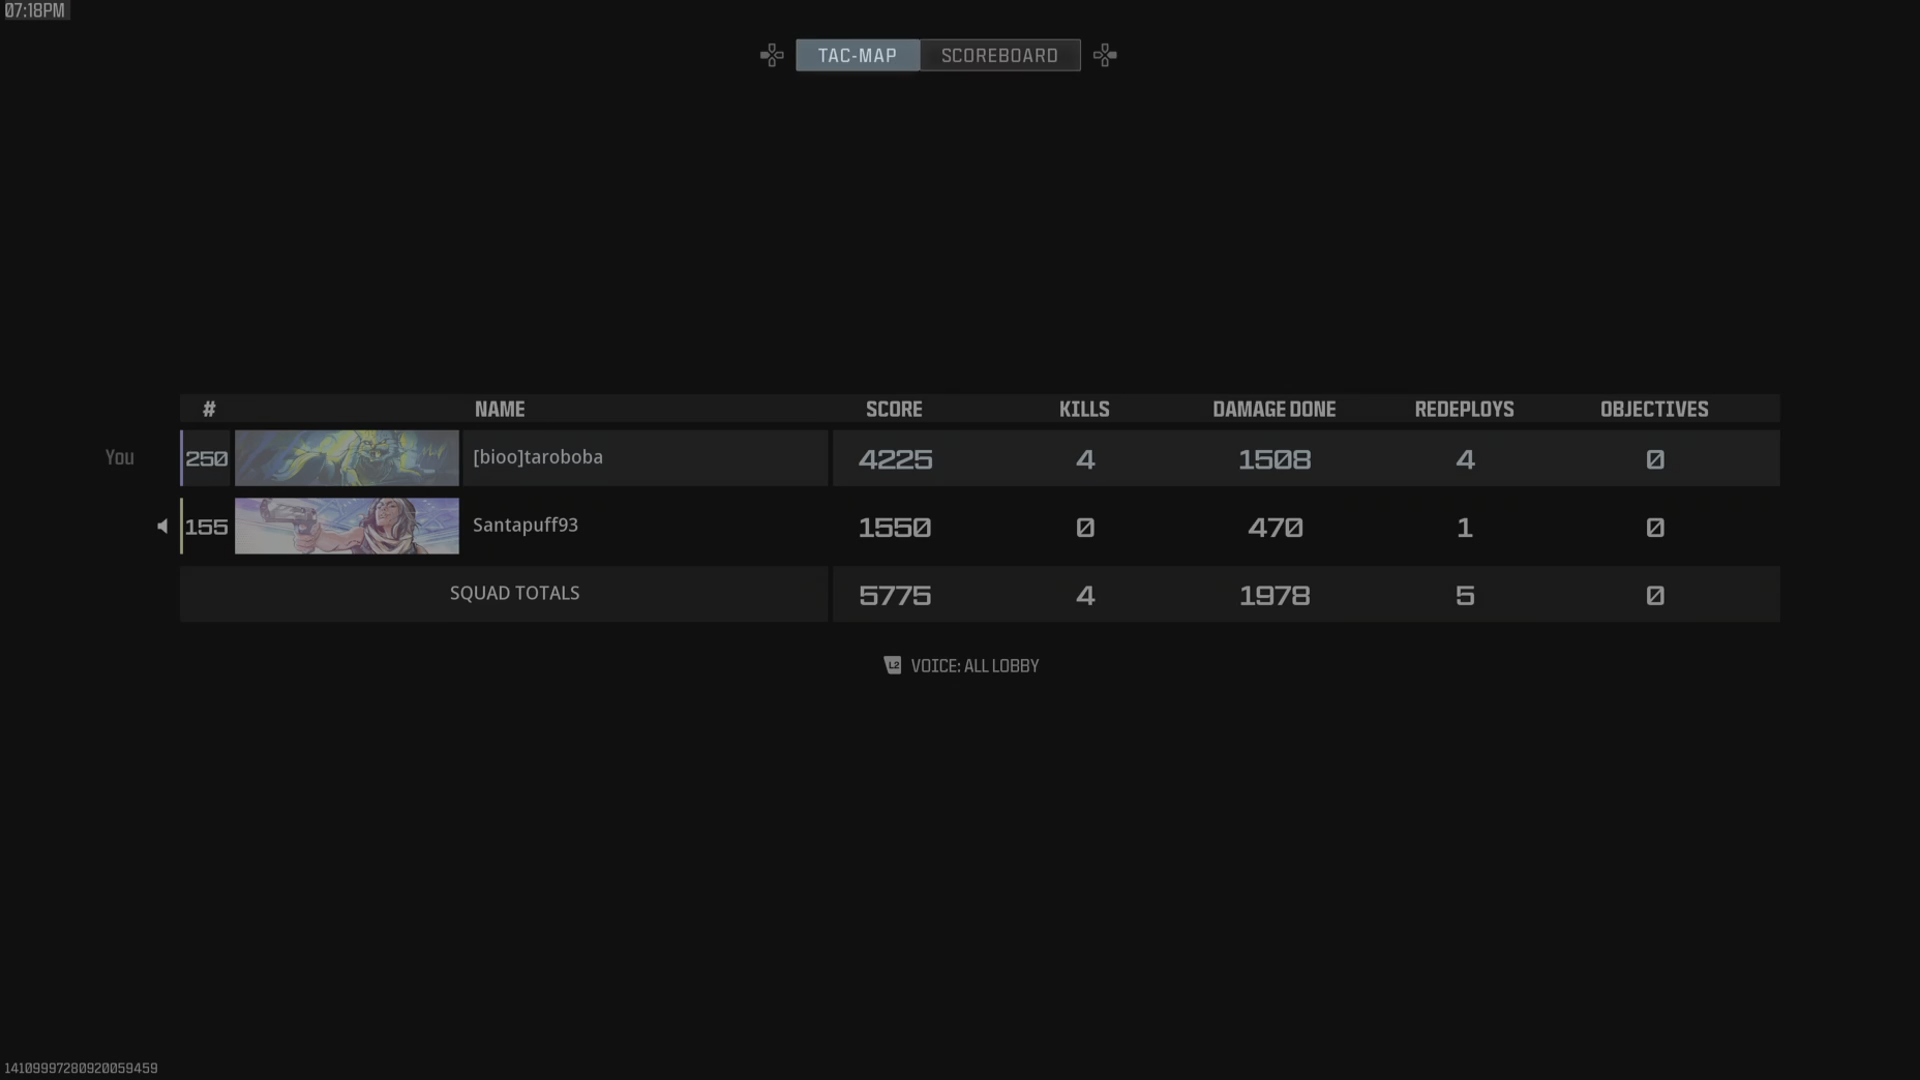 07:18PM
TAC-MAP SCOREBOARD
# NAME SCORE KILLS DAMAGE DONE REDEPLOYS OBJECTIVES
You 250 [bioo]taroboba 4225 4 1508 4 0
155 Santapuff93 1550 0 470 1 0
SQUAD TOTALS 5775 4 1978 5 0
L2 VOICE: ALL LOBBY
14109997280920059459